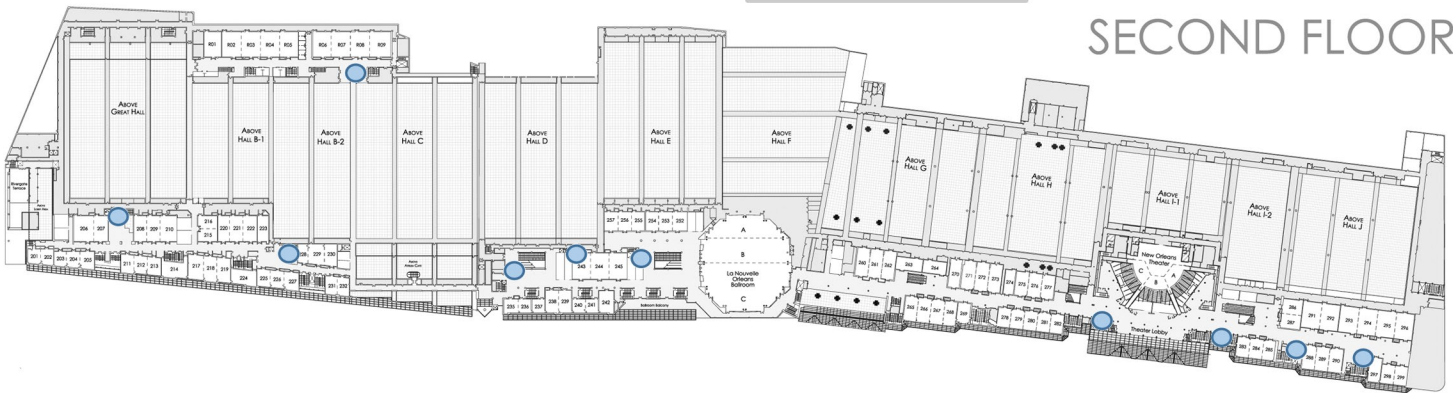 SECOND FLOOR
R01 R02 R03 R04 R05
R06 R07 R08 R09
ABOVE
GREAT HALL
ABOVE
HALL B-1
ABOVE
HALL B-2
ABOVE
HALL C
ABOVE
HALL D
ABOVE
HALL E
ABOVE
HALL F
ABOVE
HALL G
ABOVE
HALL H
ABOVE
HALL I-1
ABOVE
HALL I-2
ABOVE
HALL J
Rivergate
Terrace
206 207 208 209 210
216
215
220 221 222 223
201 202 203 204 205
211 212 213 214
217 218 219
224
225 226 227
229 230
231 232
257 256 255 254 253 252
243 244 245
235 236 237
238 239
240 241 242
Ballroom Balcony
A
B
La Nouvelle
Orleans
Ballroom
C
260 261 262
263 264
270 271 272 273 274 275 276 277
265 266 267 268 269
278 279 280 281 282
New Orleans
Theater
C A
B
Theater Lobby
286
287
291 292 293 294 295 296
283 284 285
288 289 290
297 298 299